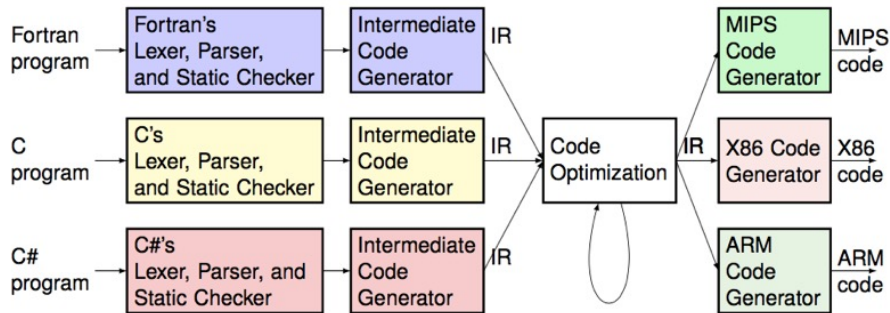 Fortran
program
Fortran's
Lexer, Parser,
and Static Checker
Intermediate
Code
Generator
IR
MIPS
Code
Generator
MIPS
code
C
program
C's
Lexer, Parser,
and Static Checker
Intermediate
Code
Generator
IR
Code
Optimization
IR
X86 Code
Generator
X86
code
C#
program
C#'s
Lexer, Parser, and
Static Checker
Intermediate
Code
Generator
IR
ARM
Code
Generator
ARM
code